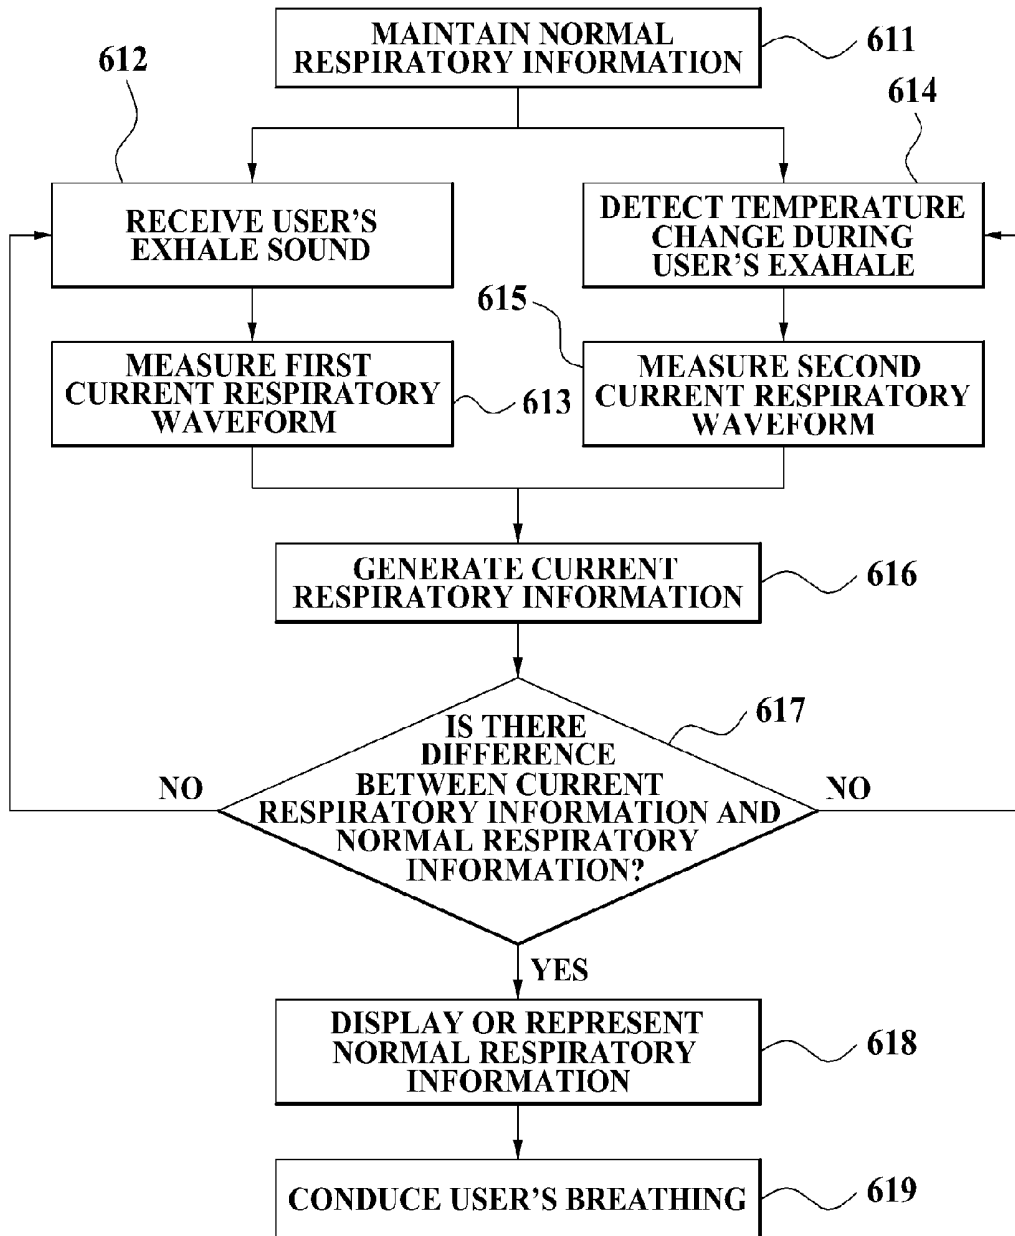 MAINTAIN NORMAL
RESPIRATORY INFORMATION
611
612
614
RECEIVE USER'S
EXHALE SOUND
DETECT TEMPERATURE
CHANGE DURING
USER'S EXAHALE
615
MEASURE FIRST
CURRENT RESPIRATORY
WAVEFORM
613
MEASURE SECOND
CURRENT RESPIRATORY
WAVEFORM
GENERATE CURRENT
RESPIRATORY INFORMATION
616
617
IS THERE
DIFFERENCE
BETWEEN CURRENT
RESPIRATORY INFORMATION AND
NORMAL RESPIRATORY
INFORMATION?
NO
NO
YES
DISPLAY OR REPRESENT
NORMAL RESPIRATORY
INFORMATION
618
CONDUCE USER'S BREATHING
619